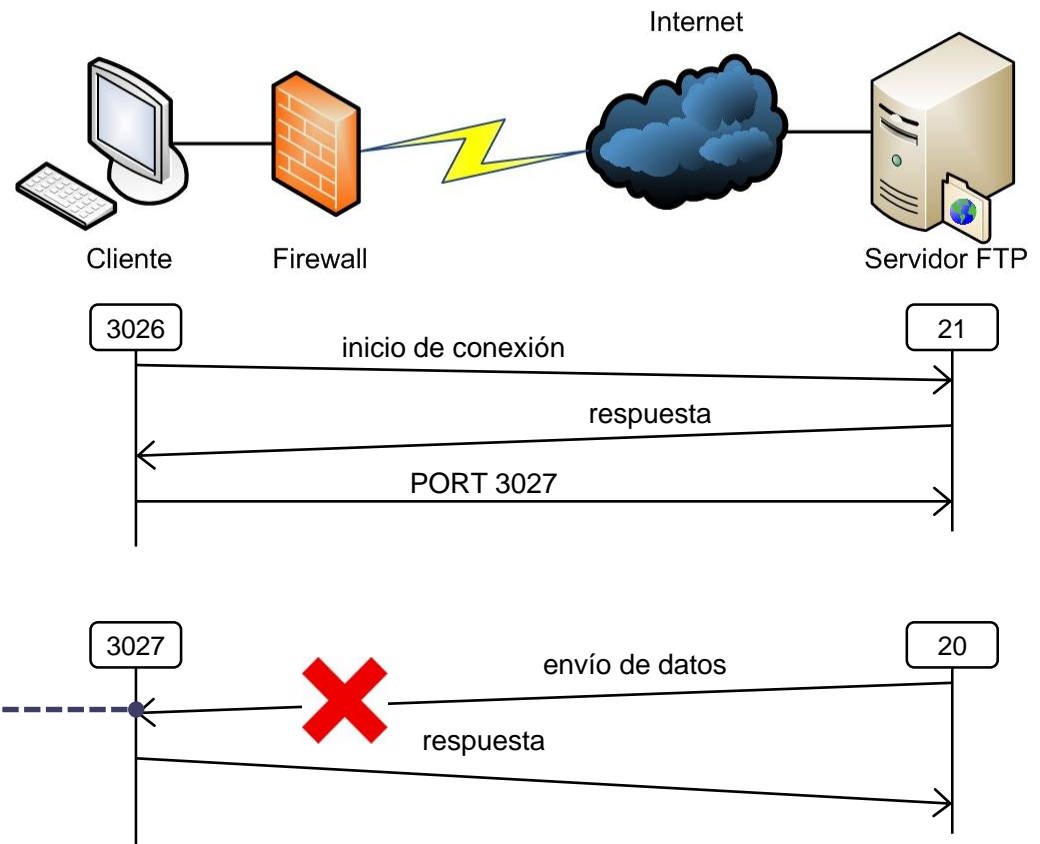 Internet
Cliente
Firewall
Servidor FTP
3026
21
inicio de conexión
respuesta
PORT 3027
3027
20
envío de datos
respuesta